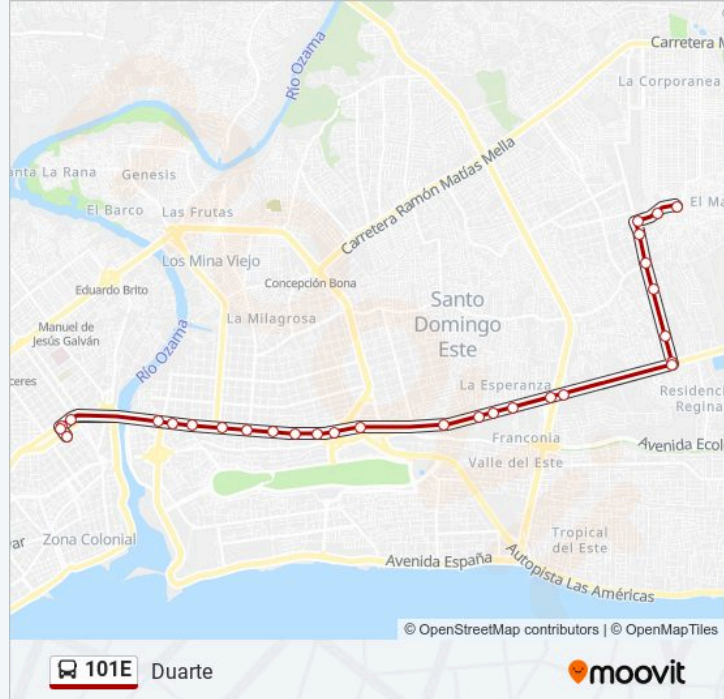 Río Ozama
Carretera M
La Corporanea
anta La Rana
Genesis
El Barco
Las Frutas
Carretera Ramón Matías Mella
El Ma
Los Mina Viejo
Eduardo Brito
Concepción Bona
Manuel de
Jesús Galván
La Milagrosa
Santo
Domingo
Este
Río Ozama
ceres
La Esperanza
Residenci
Regina
Franconia
Avenida Ecol
Valle del Este
ar
Zona Colonial
Tropical
del Este
Avenida España
Autopista Las Américas
© OpenStreetMap contributors | © OpenMapTiles
101E Duarte
moovit